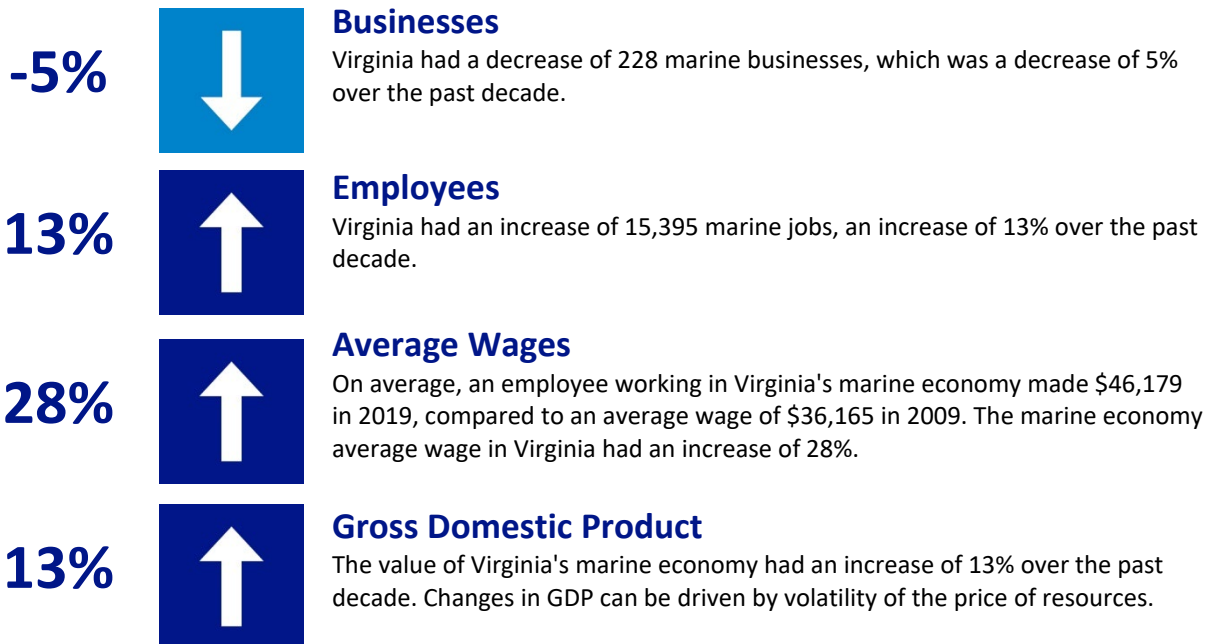 Businesses
-5%
Virginia had a decrease of 228 marine businesses, which was a decrease of 5%
over the past decade.
Employees
13%
Virginia had an increase of 15,395 marine jobs, an increase of 13% over the past
decade.
Average Wages
28%
On average, an employee working in Virginia's marine economy made $46,179
in 2019, compared to an average wage of $36,165 in 2009. The marine economy
average wage in Virginia had an increase of 28%.
Gross Domestic Product
13%
The value of Virginia's marine economy had an increase of 13% over the past
decade. Changes in GDP can be driven by volatility of the price of resources.